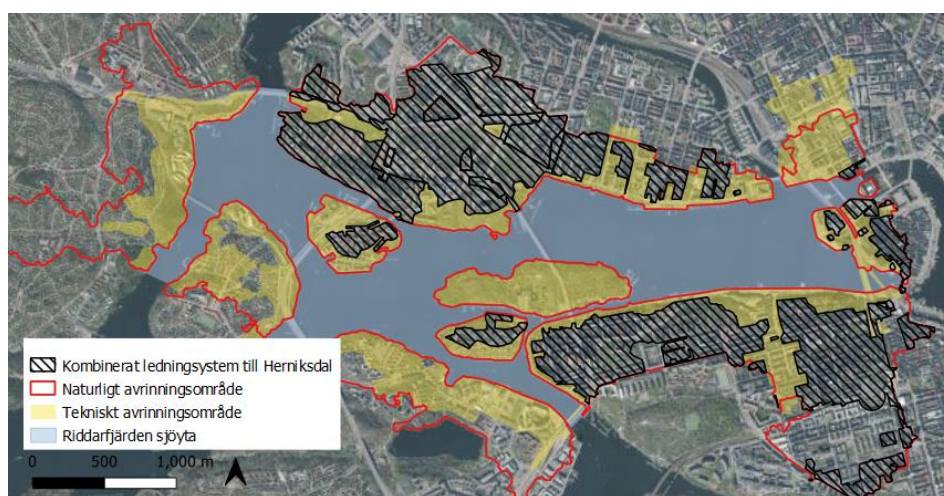 Kombinerat ledningsystem till Herniksdal
Naturligt avrinningsområde
Tekniskt avrinningsområde
Riddarfjärden sjöyta
0 500 1,000 m